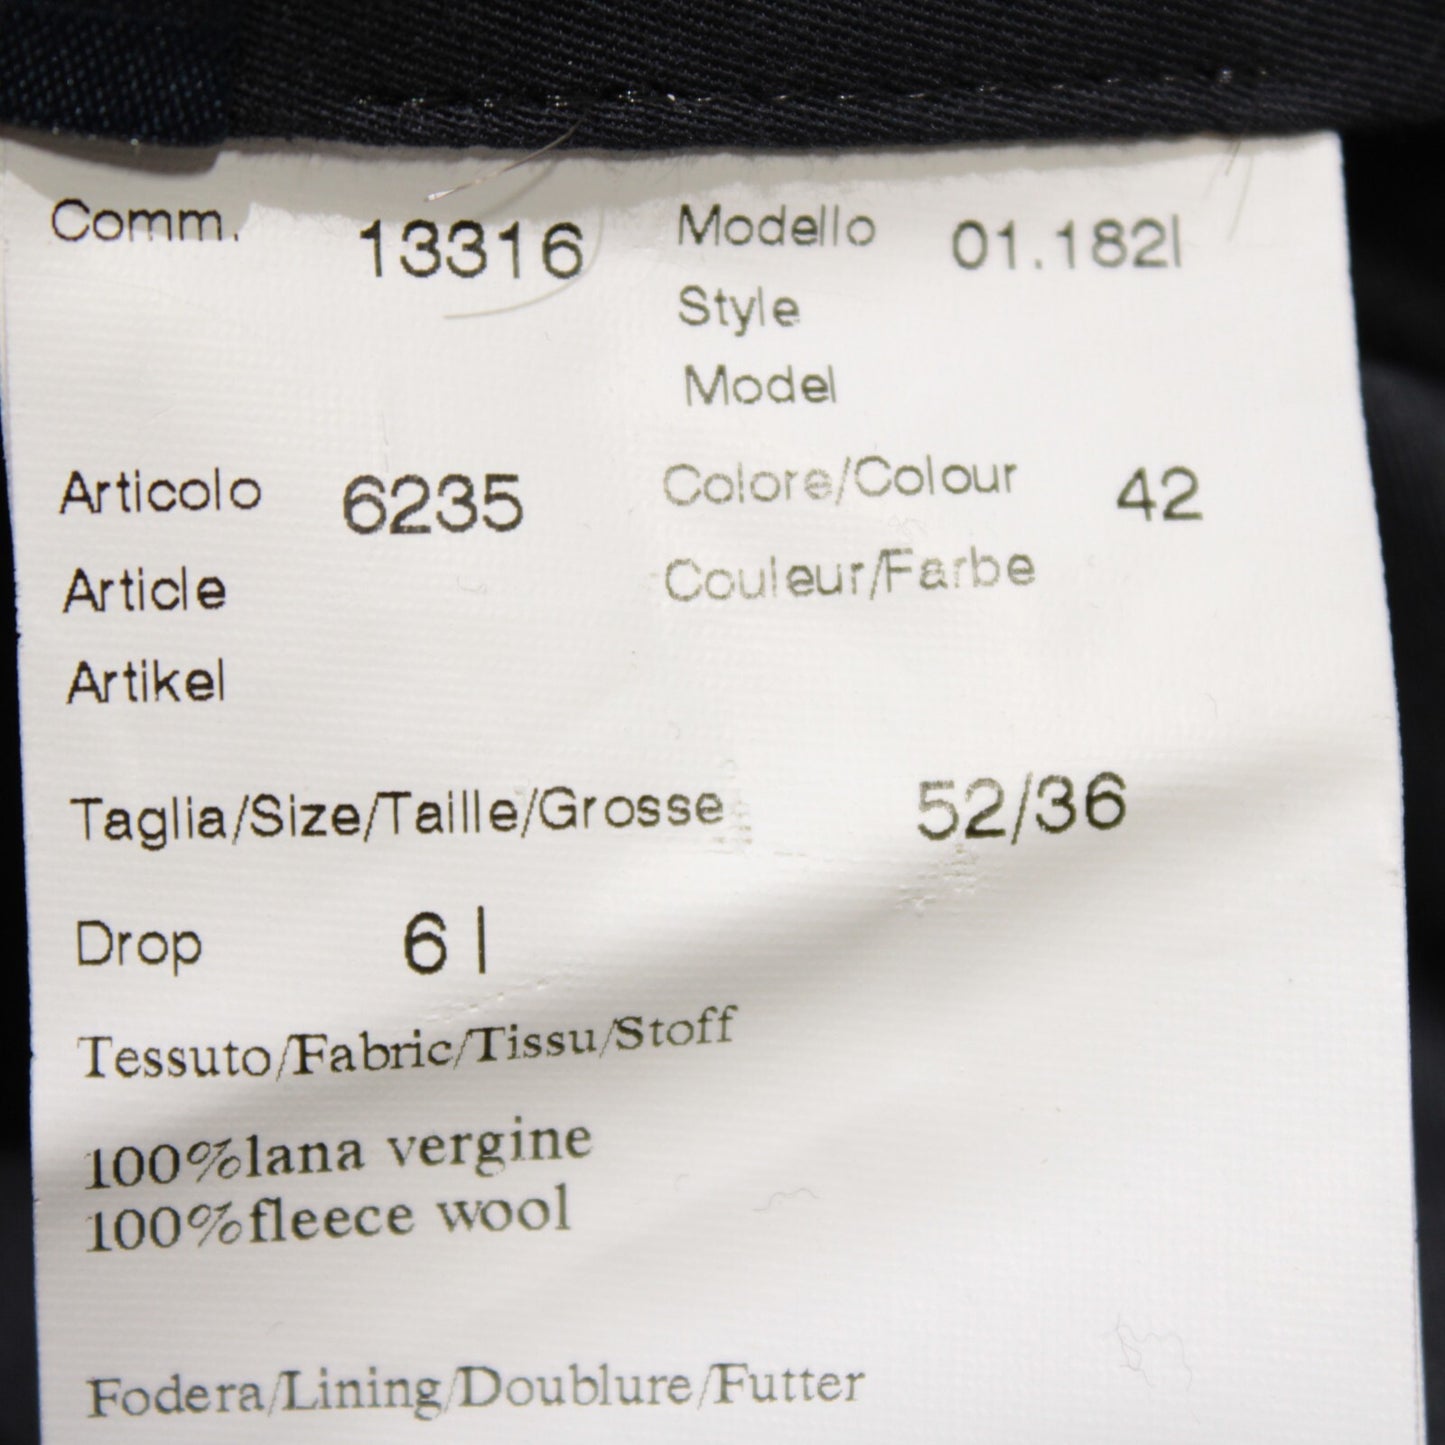 Comm. 13316 Modello 01.182l
Style
Model
Articolo 6235 Colore/Colour 42
Article Couleur/Farbe
Artikel
Taglia/Size/Taille/Grosse 52/36
Drop 6 l
Tessuto/Fabric/Tissu/Stoff
100%lana vergine
100%fleece wool
Fodera/Lining/Doublure/Futter